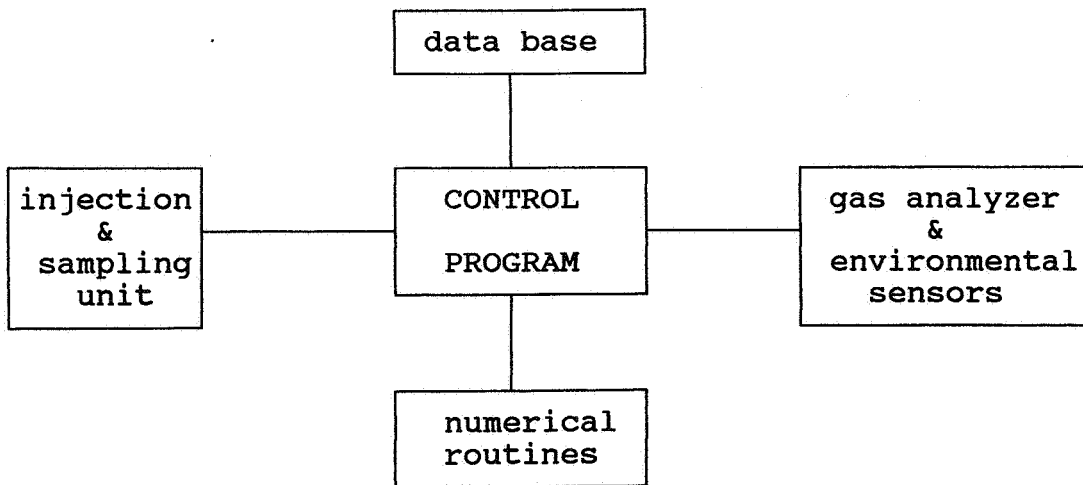 data base
injection
&
sampling
unit
CONTROL
PROGRAM
gas analyzer
&
environmental
sensors
numerical
routines